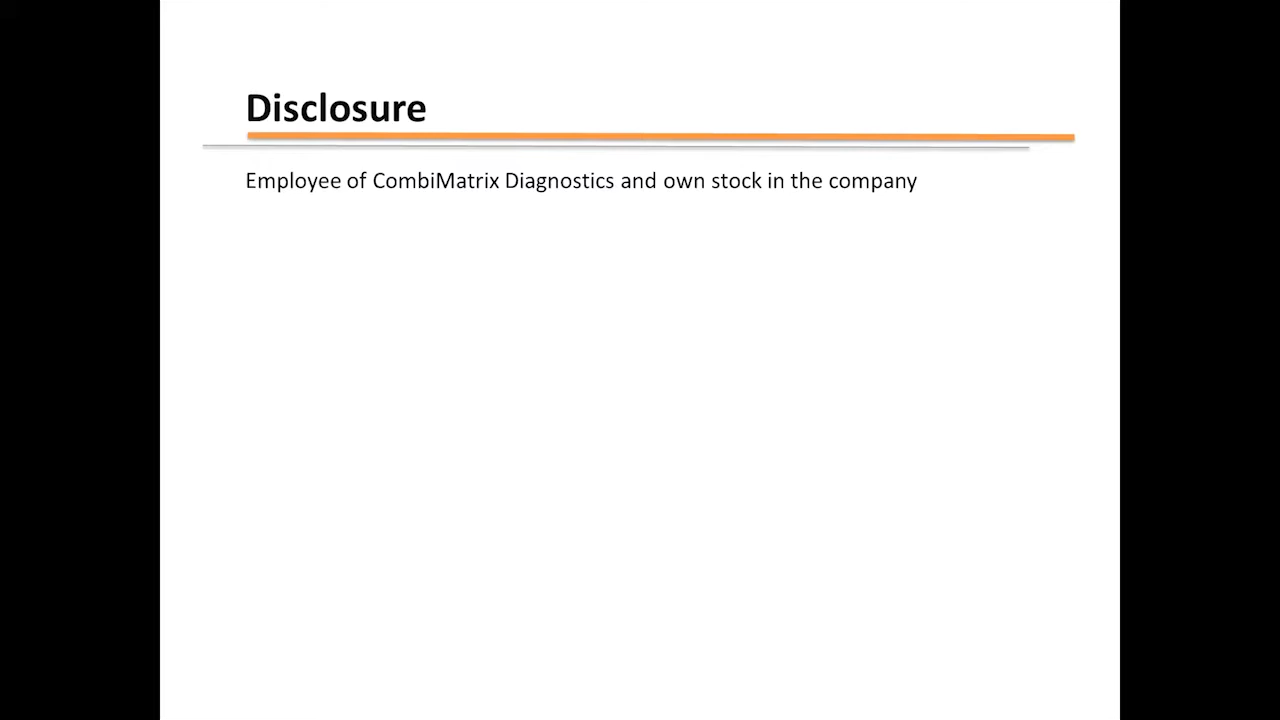 Disclosure
Employee of CombiMatrix Diagnostics and own stock in the company